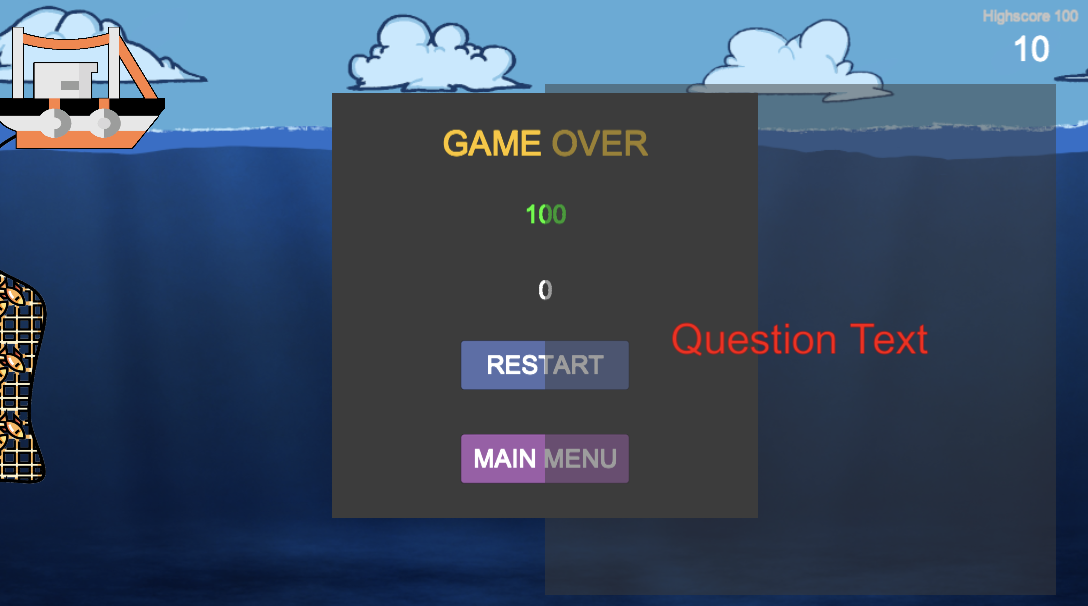 Highscore 100
10
GAME OVER
100
0
Question Text
RESTART
MAIN MENU